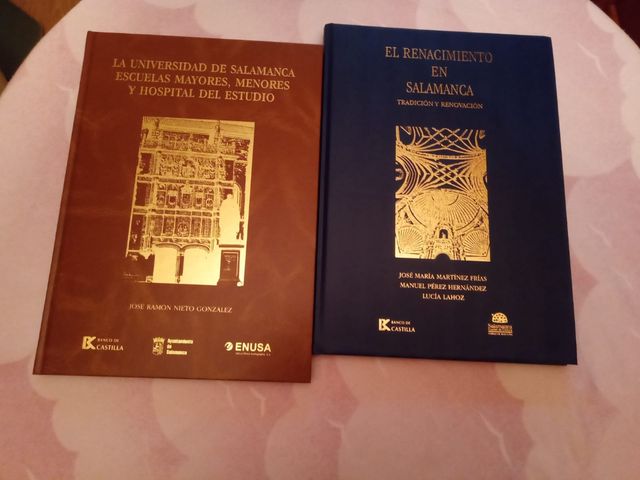 LA UNIVERSIDAD DE SALAMANCA
ESCUELAS MAYORES, MENORES
Y HOSPITAL DEL ESTUDIO
JOSE RAMON NIETO GONZALEZ
BANCO DE
CASTILLA
Ayuntamiento
de
Salamanca
ENUSA
EL RENACIMIENTO
EN
SALAMANCA
TRADICIÓN Y RENOVACIÓN
JOSÉ MARÍA MARTÍNEZ FRÍAS
MANUEL PÉREZ HERNÁNDEZ
LUCÍA LAHOZ
BANCO DE
CASTILLA
Salamanca